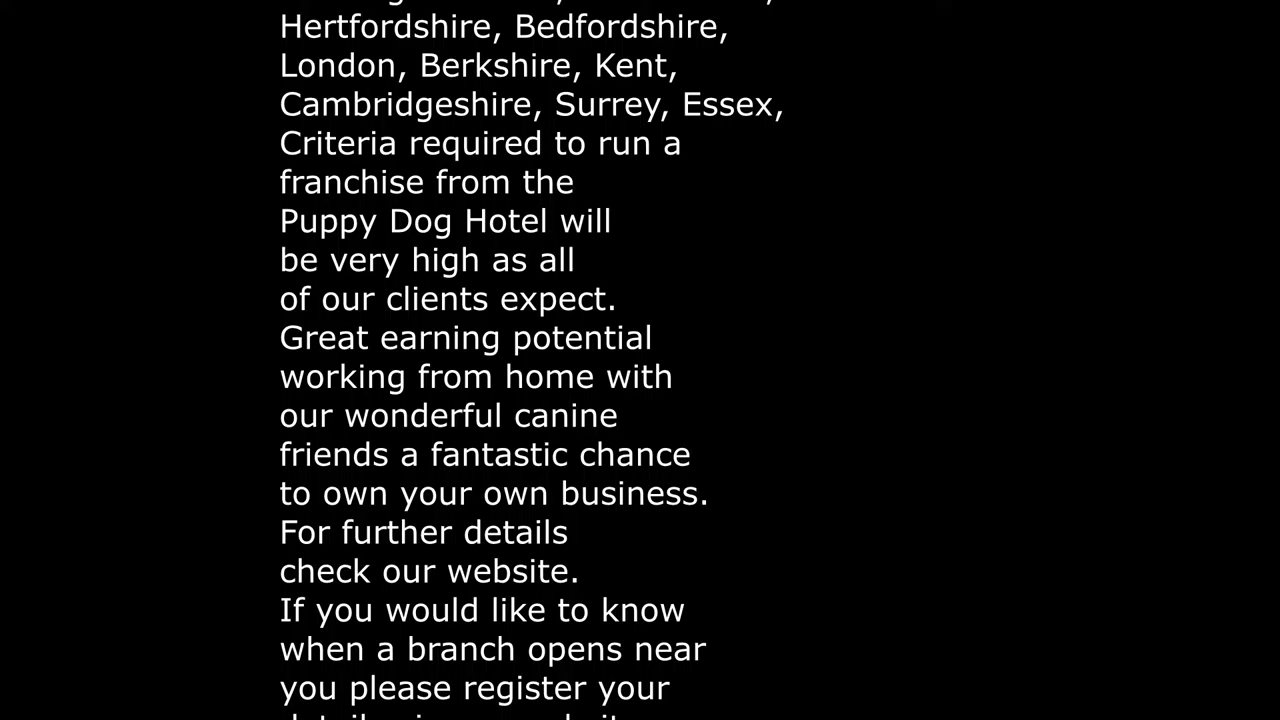 Hertfordshire, Bedfordshire,
London, Berkshire, Kent,
Cambridgeshire, Surrey, Essex,
Criteria required to run a
franchise from the
Puppy Dog Hotel will
be very high as all
of our clients expect.
Great earning potential
working from home with
our wonderful canine
friends a fantastic chance
to own your own business.
For further details
check our website.
If you would like to know
when a branch opens near
you please register your